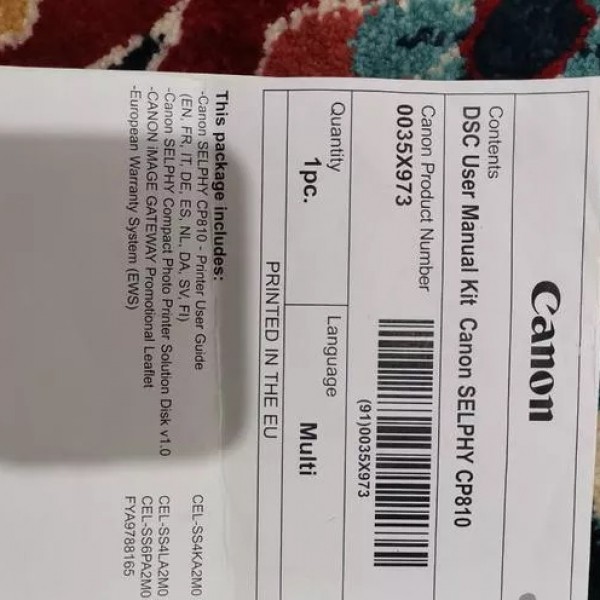 Canon
Contents
DSC User Manual Kit Canon SELPHY CP810
Canon Product Number
0035X973
(91)0035X973
Quantity
1pc.
Language
Multi
PRINTED IN THE EU
This package includes:
-Canon SELPHY CP810 - Printer User Guide
(EN, FR, IT, DE, ES, NL, DA, SV, FI)
-Canon SELPHY Compact Photo Printer Solution Disk v1.0
-CANON iMAGE GATEWAY Promotional Leaflet
-European Warranty System (EWS)
CEL-SS4KA2M0
CEL-SS4LA2M0
CEL-SS6PA2M0
FYA9788165